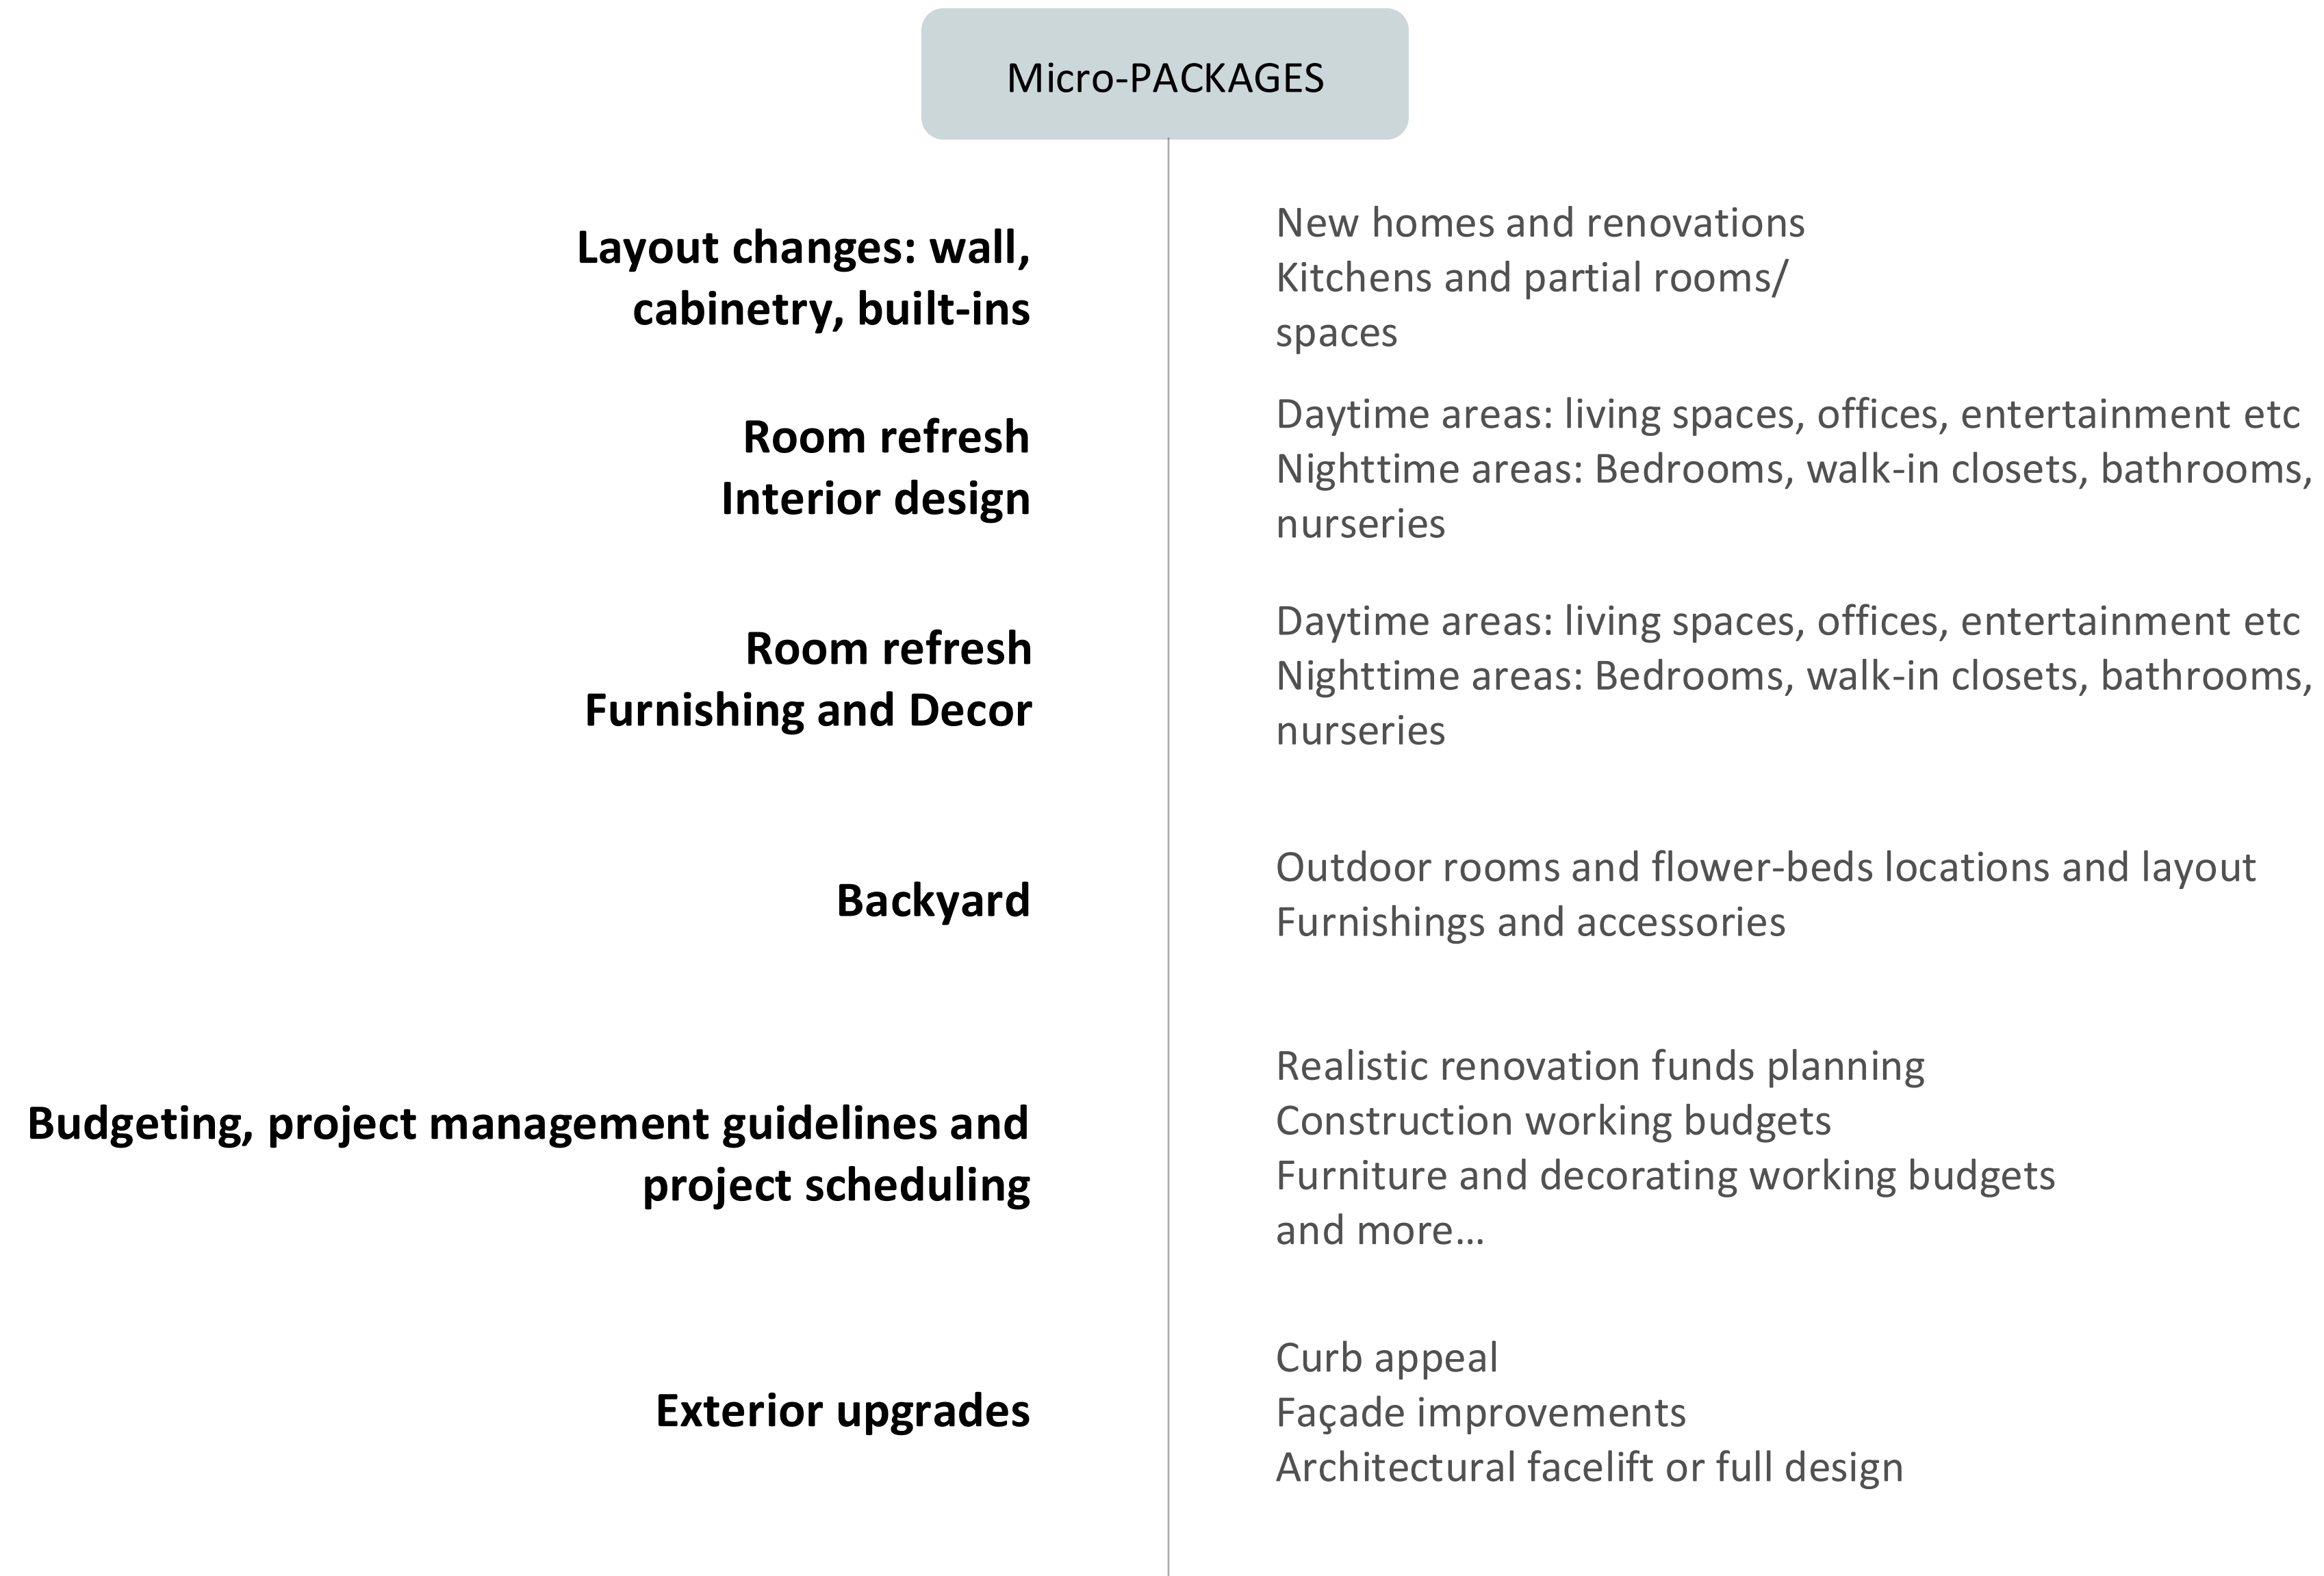 Micro-PACKAGES
Layout changes: wall,
cabinetry, built-ins
New homes and renovations
Kitchens and partial rooms/
spaces
Room refresh
Interior design
Daytime areas: living spaces, offices, entertainment etc
Nighttime areas: Bedrooms, walk-in closets, bathrooms,
nurseries
Room refresh
Furnishing and Decor
Daytime areas: living spaces, offices, entertainment etc
Nighttime areas: Bedrooms, walk-in closets, bathrooms,
nurseries
Backyard
Outdoor rooms and flower-beds locations and layout
Furnishings and accessories
Budgeting, project management guidelines and
project scheduling
Realistic renovation funds planning
Construction working budgets
Furniture and decorating working budgets
and more…
Exterior upgrades
Curb appeal
Façade improvements
Architectural facelift or full design